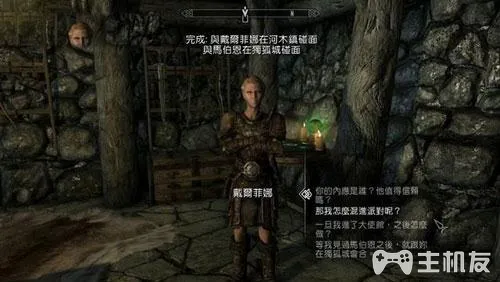 完成: 與戴爾菲娜在河木鎮碰面
與馬伯恩在獨孤城碰面
戴爾菲娜
你的內應是誰？他值得信賴
嗎？
那我怎麼混進派對呢？
一旦我進了大使館，之後怎麼
做？
等我見過馬伯恩之後，就跟妳
在獨孤城會合
主机友